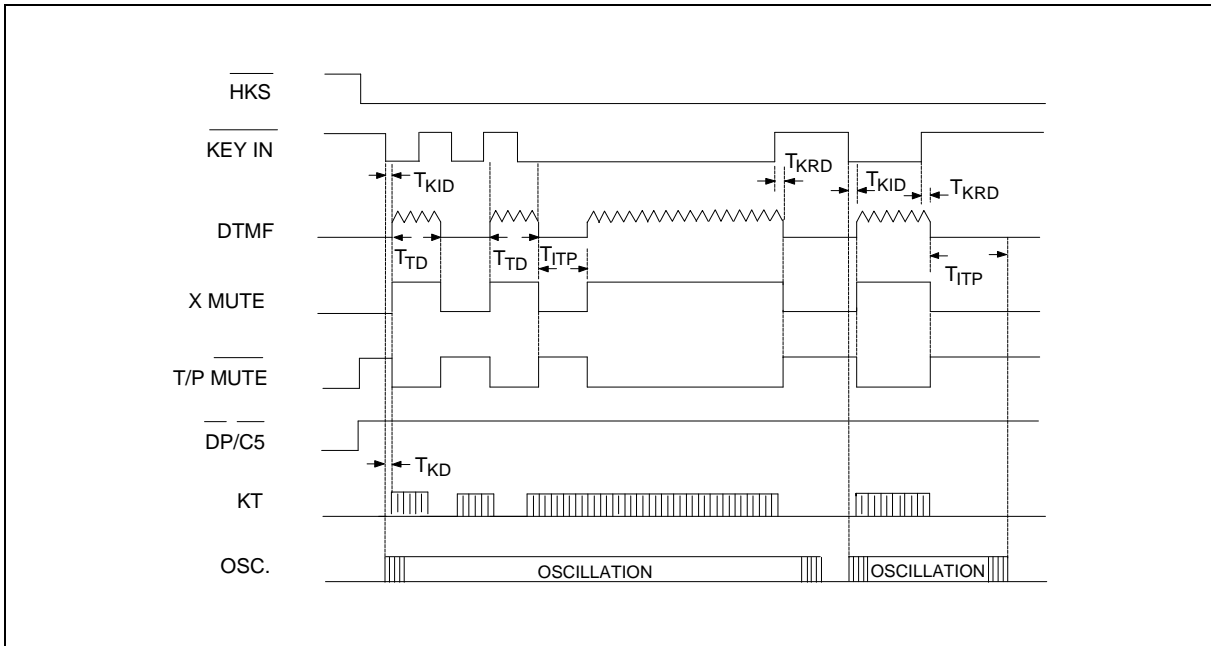 HKS
KEY IN
TKRD
TKID
TKID
TKRD
DTMF
TTD
TTD
TITP
TITP
X MUTE
T/P MUTE
DP/C5
TKD
KT
OSC.
OSCILLATION
OSCILLATION